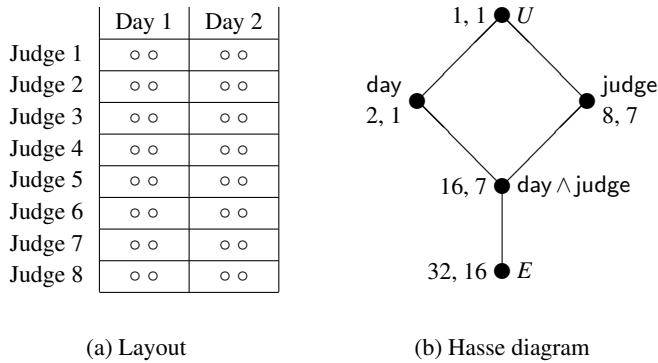 Day 1 Day 2
Judge 1 ○ ○ ○ ○
Judge 2 ○ ○ ○ ○
Judge 3 ○ ○ ○ ○
Judge 4 ○ ○ ○ ○
Judge 5 ○ ○ ○ ○
Judge 6 ○ ○ ○ ○
Judge 7 ○ ○ ○ ○
Judge 8 ○ ○ ○ ○
(a) Layout
1, 1 U
day judge
2, 1 8, 7
16, 7 day ∧ judge
32, 16 E
(b) Hasse diagram